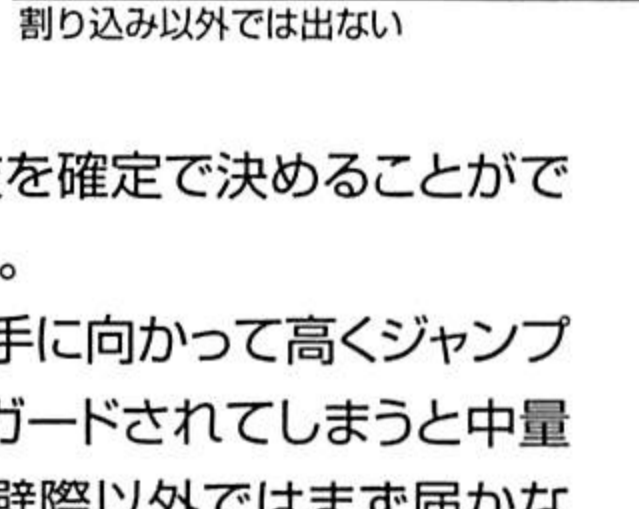 割り込み以外では出ない
を確定で決めることがで
。
手に向かって高くジャンプ
ガードされてしまうと中量
壁際以外ではまず届かな